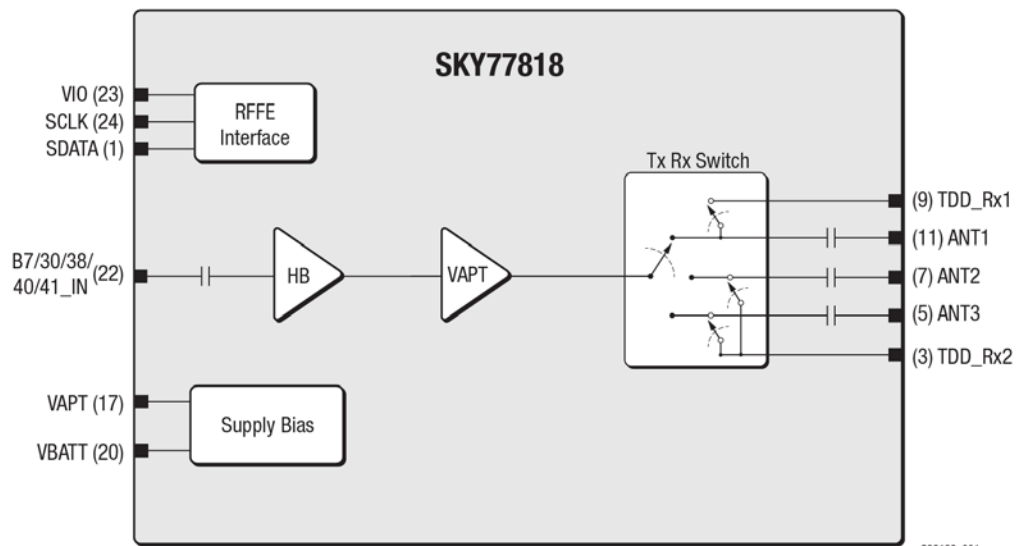 SKY77818
VIO (23)
SCLK (24)
SDATA (1)
RFFE
Interface
Tx Rx Switch
(9) TDD_Rx1
(11) ANT1
(7) ANT2
(5) ANT3
(3) TDD_Rx2
B7/30/38/
40/41_IN
(22)
HB
VAPT
VAPT (17)
VBATT (20)
Supply Bias